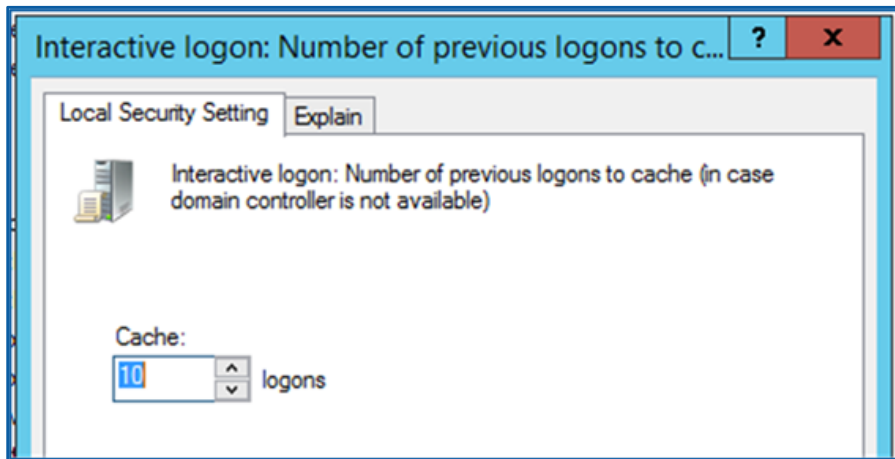 Interactive logon: Number of previous logons to c...
?
x
Local Security Setting
Explain
Interactive logon: Number of previous logons to cache (in case
domain controller is not available)
Cache:
10
logons